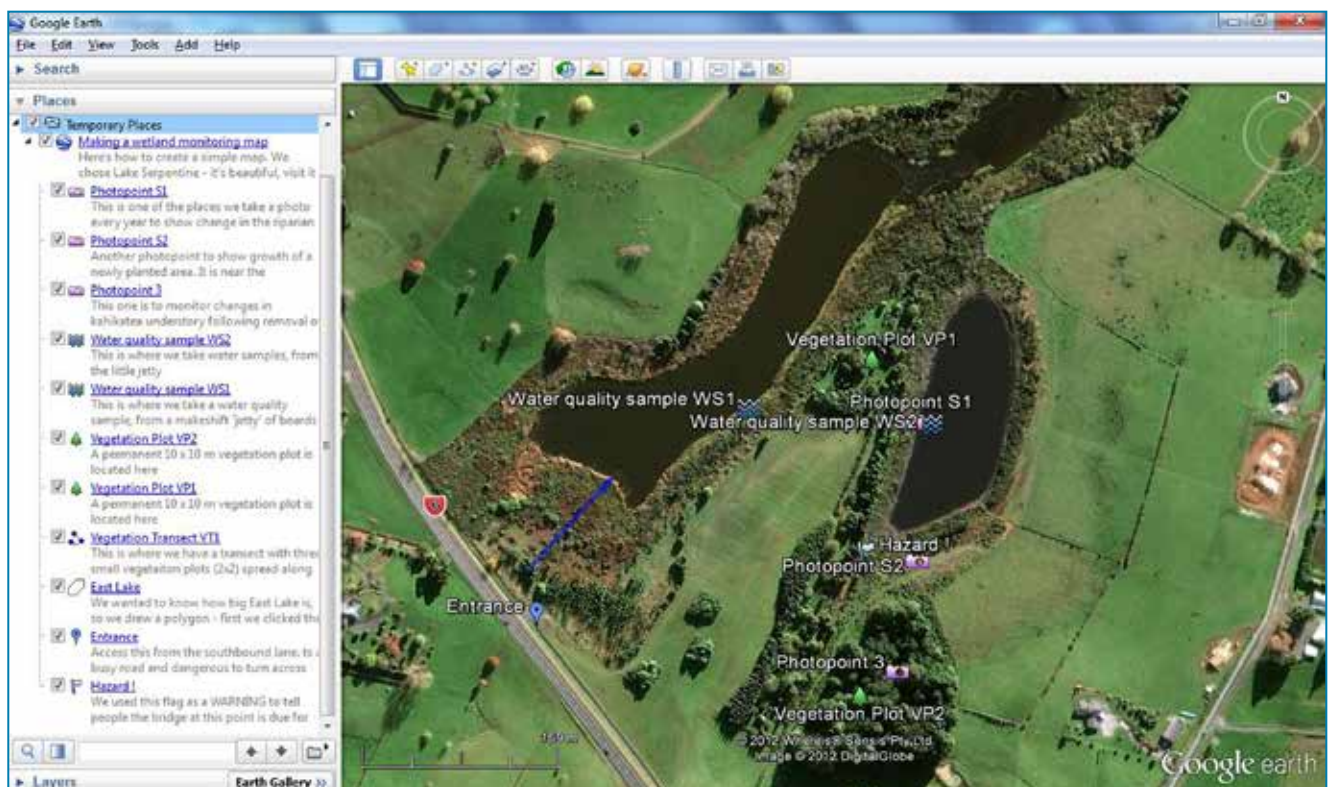 Google Earth
File Edit View Tools Add Help
Search
Places
Temporary Places
Making a wetland monitoring map
Here's how to create a simple map. We
chose Lake Serpentine - it's beautiful, visit it
Photopoint S1
This is one of the places we take a photo
every year to show change in the riparian
Photopoint S2
Another photopoint to show growth of a
newly planted area. It is near the
Photopoint 3
This one is to monitor changes in
kahikatea understory following removal o
Water quality sample WS2
This is where we take water samples, from
the little jetty
Water quality sample WS1
This is where we take a water quality
sample, from a makeshift 'jetty' of boards
Vegetation Plot VP2
A permanent 10 x 10 m vegetation plot is
located here
Vegetation Plot VP1
A permanent 10 x 10 m vegetation plot is
located here
Vegetation Transect VT1
This is where we have a transect with three
small vegetaiton plots (2x2) spread along
East Lake
We wanted to know how big East Lake is,
to we drew a polygon - first we clicked the
Entrance
Access this from the southbound lane. Its a
busy road and dangerous to turn across
Hazard !
We used this flag as a WARNING to tell
people the bridge at this point is due for
Layers
Earth Gallery >>
N
Vegetation Plot VP1
Water quality sample WS1
Photopoint S1
Water quality sample WS2
Hazard !
Photopoint S2
Entrance
Photopoint 3
Vegetation Plot VP2
© 2012 Whereis® Sensis Pty Ltd
Image © 2012 DigitalGlobe
Google earth